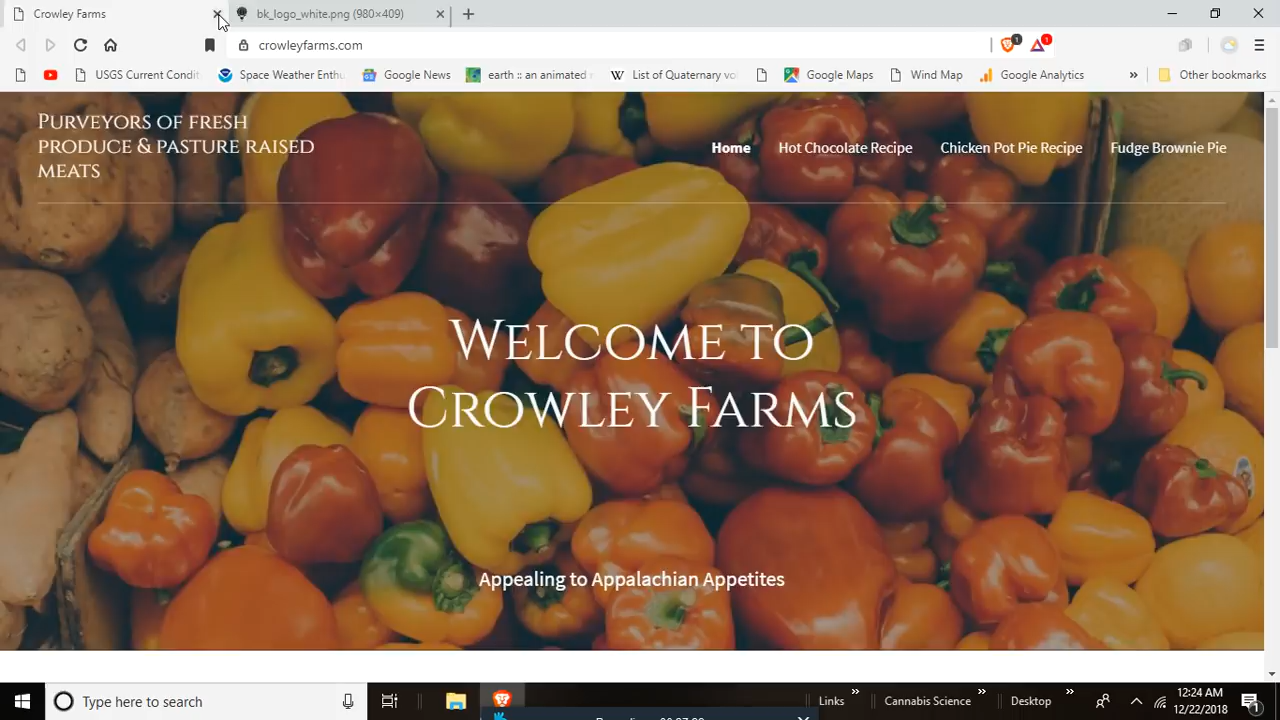 Crowley Farms
bk_logo_white.png (980×409)
crowleyfarms.com
1
1
USGS Current Condit
Space Weather Enthu
Google News
earth :: an animated
List of Quaternary vo
Google Maps
Wind Map
Google Analytics
Other bookmarks
PURVEYORS OF FRESH
PRODUCE & PASTURE RAISED
MEATS
Home
Hot Chocolate Recipe
Chicken Pot Pie Recipe
Fudge Brownie Pie
WELCOME TO
CROWLEY FARMS
Appealing to Appalachian Appetites
Type here to search
Links
Cannabis Science
Desktop
12:24 AM
12/22/2018
1